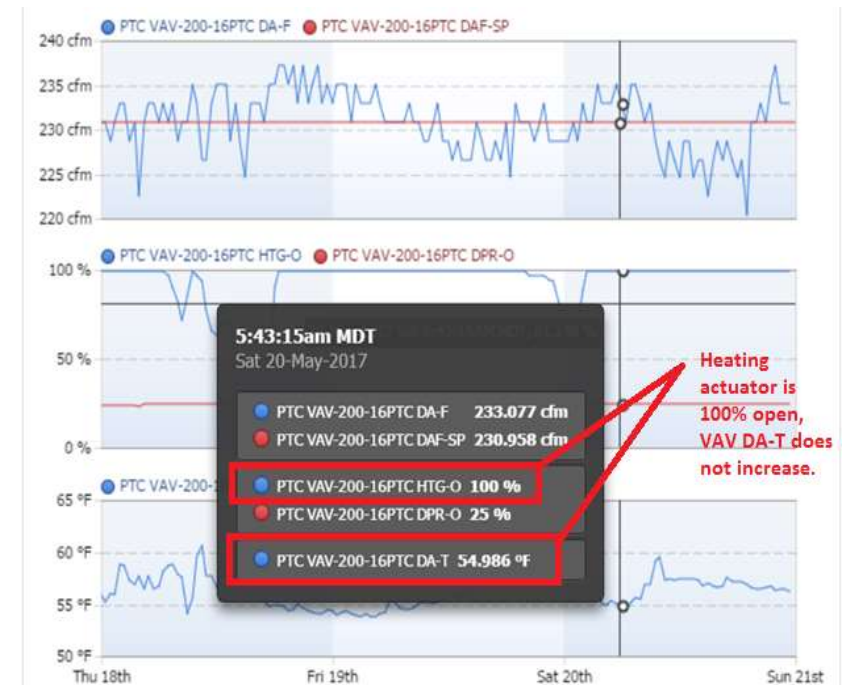 PTC VAV-200-16PTC DA-F PTC VAV-200-16PTC DAF-SP
240 cfm
235 cfm
230 cfm
225 cfm
220 cfm
PTC VAV-200-16PTC HTG-O PTC VAV-200-16PTC DPR-O
100 %
50 %
0 %
5:43:15am MDT
Sat 20-May-2017
PTC VAV-200-16PTC DA-F 233.077 cfm
PTC VAV-200-16PTC DAF-SP 230.958 cfm
PTC VAV-200-16PTC HTG-O 100 %
PTC VAV-200-16PTC DPR-O 25 %
PTC VAV-200-16PTC DA-T 54.986 °F
Heating
actuator is
100% open,
VAV DA-T does
not increase.
PTC VAV-200-1
65 °F
60 °F
55 °F
50 °F
Thu 18th Fri 19th Sat 20th Sun 21st